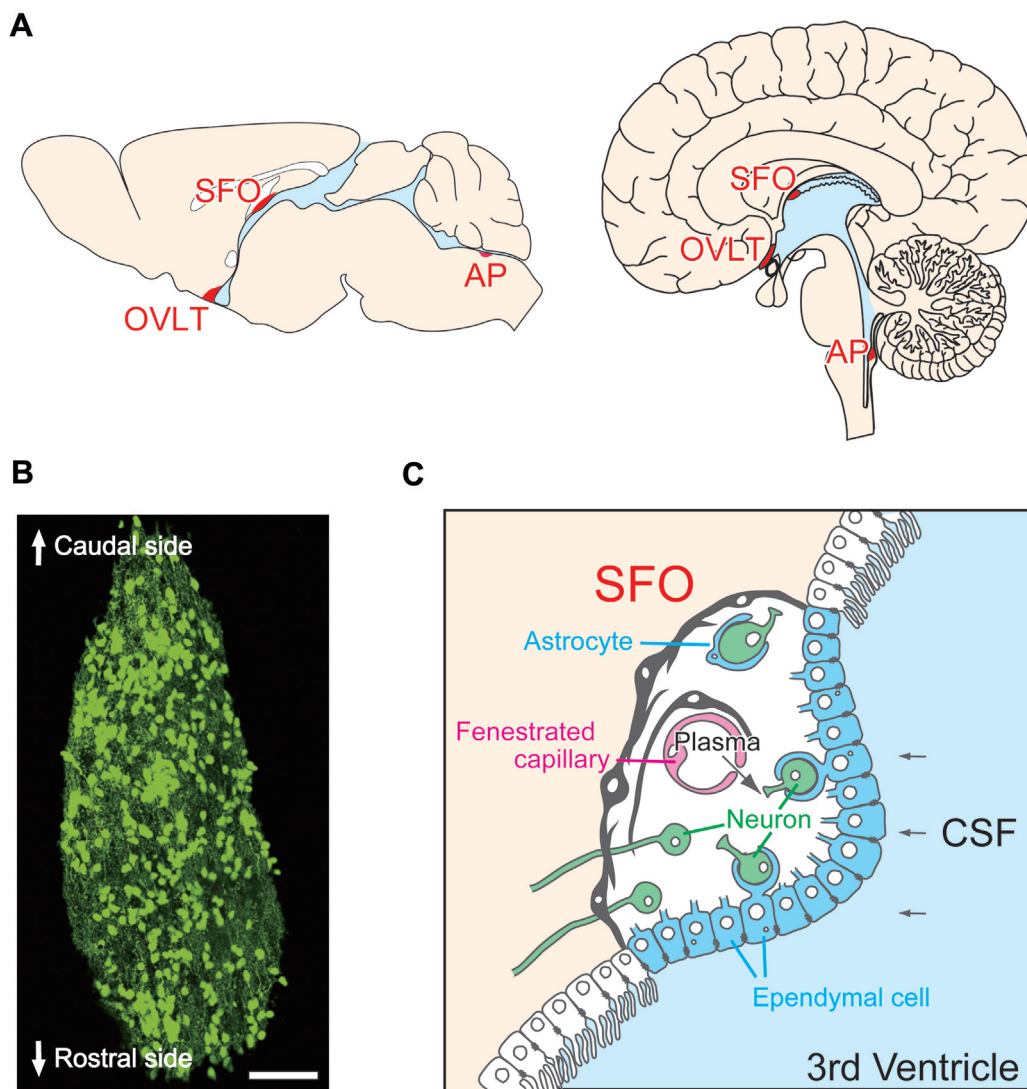 A
SFO
OVLT
AP
SFO
OVLT
AP
B
Caudal side
Rostral side
C
SFO
Astrocyte
Fenestrated
capillary
Plasma
Neuron
CSF
Ependymal cell
3rd Ventricle